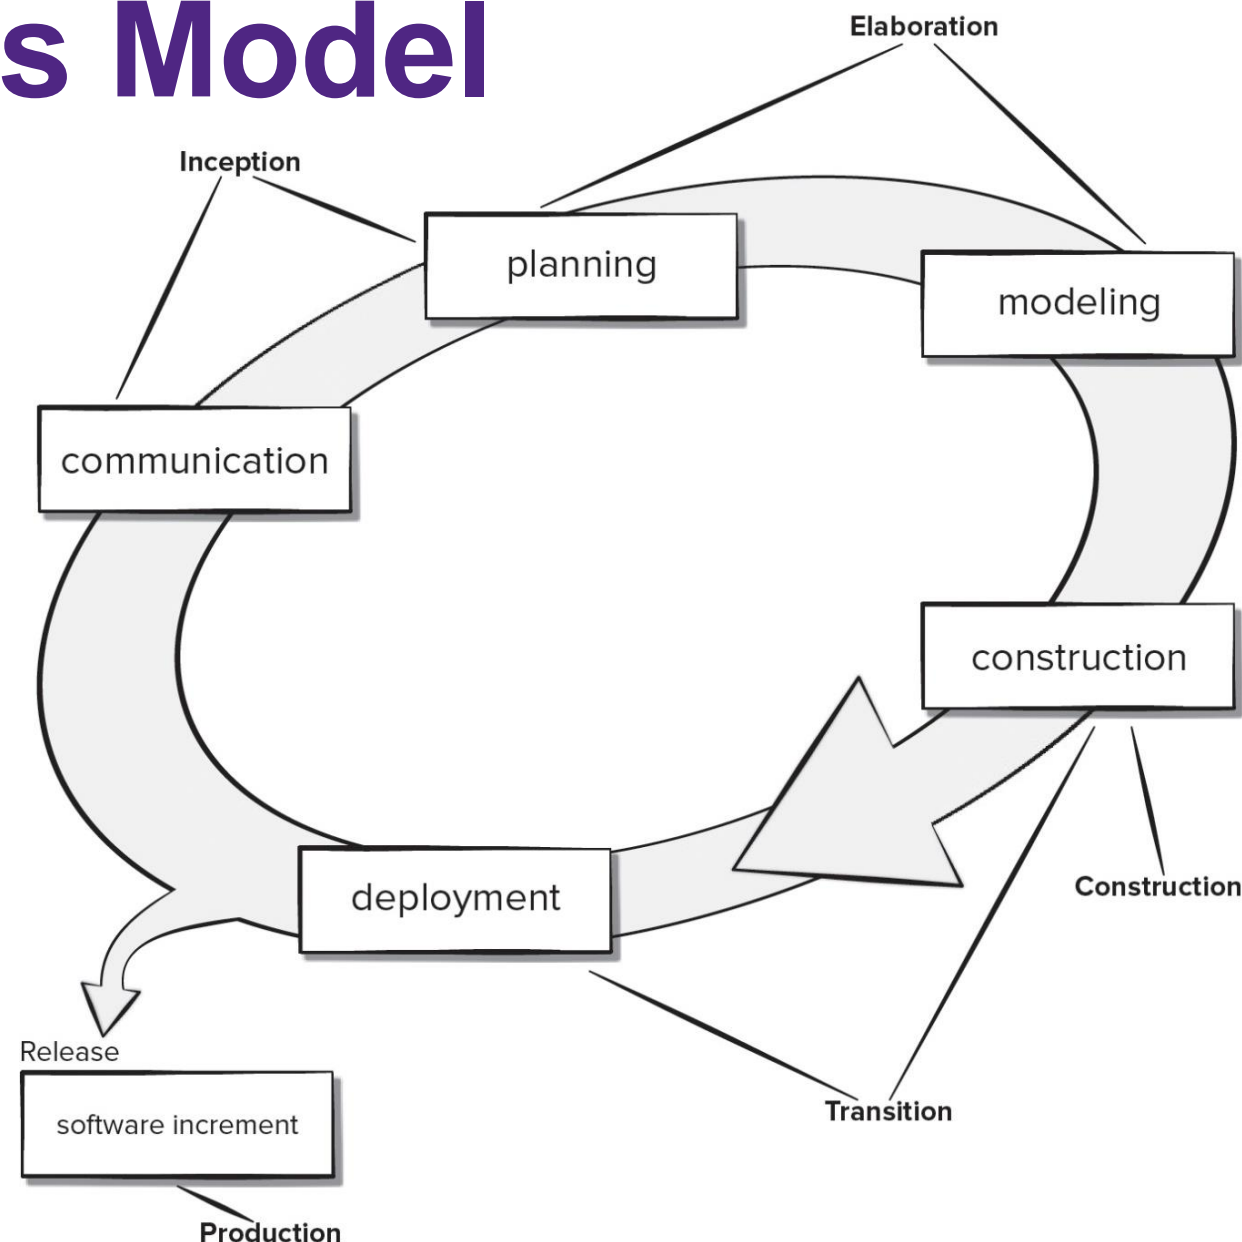 s Model
Elaboration
Inception
planning
modeling
communication
construction
deployment
Construction
Release
Transition
software increment
Production